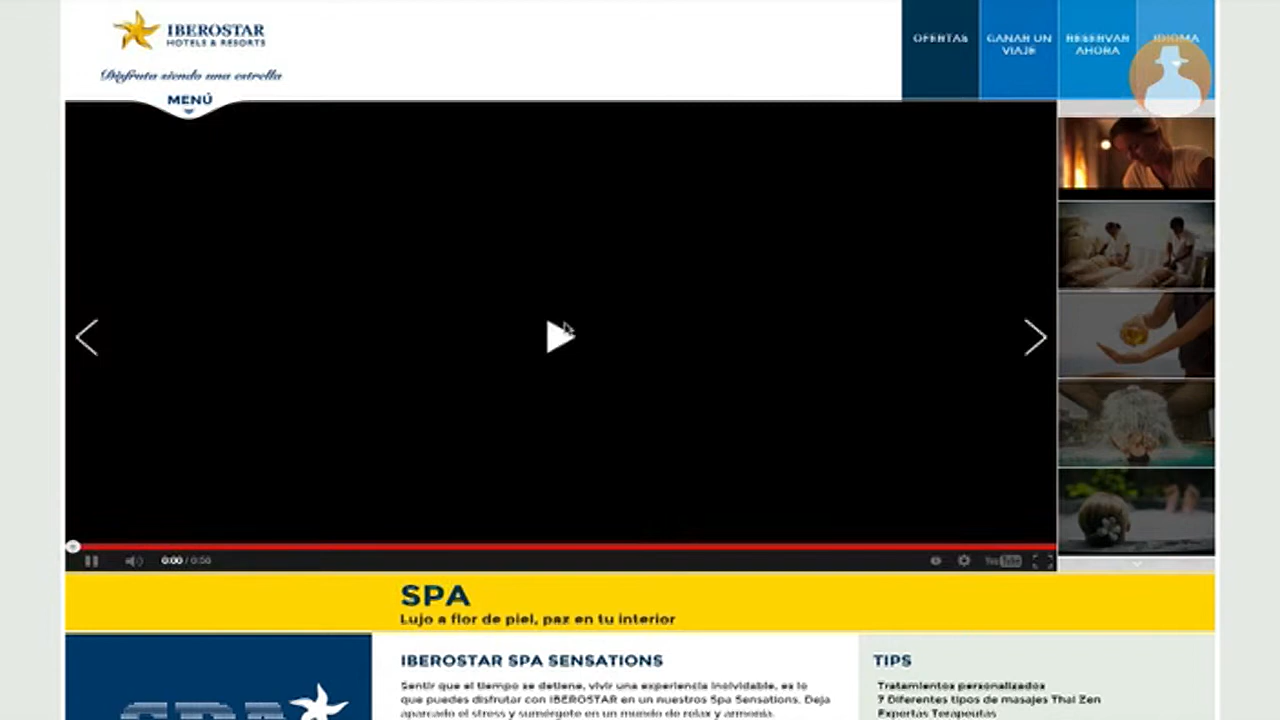 IBEROSTAR
HOTELS & RESORTS
Disfruta siendo una estrella
MENÚ
OFERTAS
GANAR UN
VIAJE
RESERVAR
AHORA
IDIOMA
0:00 / 0:50
YouTube
SPA
Lujo a flor de piel, paz en tu interior
SPA
IBEROSTAR SPA SENSATIONS
Sentir que el tiempo se detiene, vivir una experiencia inolvidable, es lo
que puedes disfrutar con IBEROSTAR en un nuestros Spa Sensations. Deja
aparcado el stress y sumérgete en un mundo de relax y armonía.
TIPS
Tratamientos personalizados
7 Diferentes tipos de masajes Thai Zen
Expertas Terapeutas